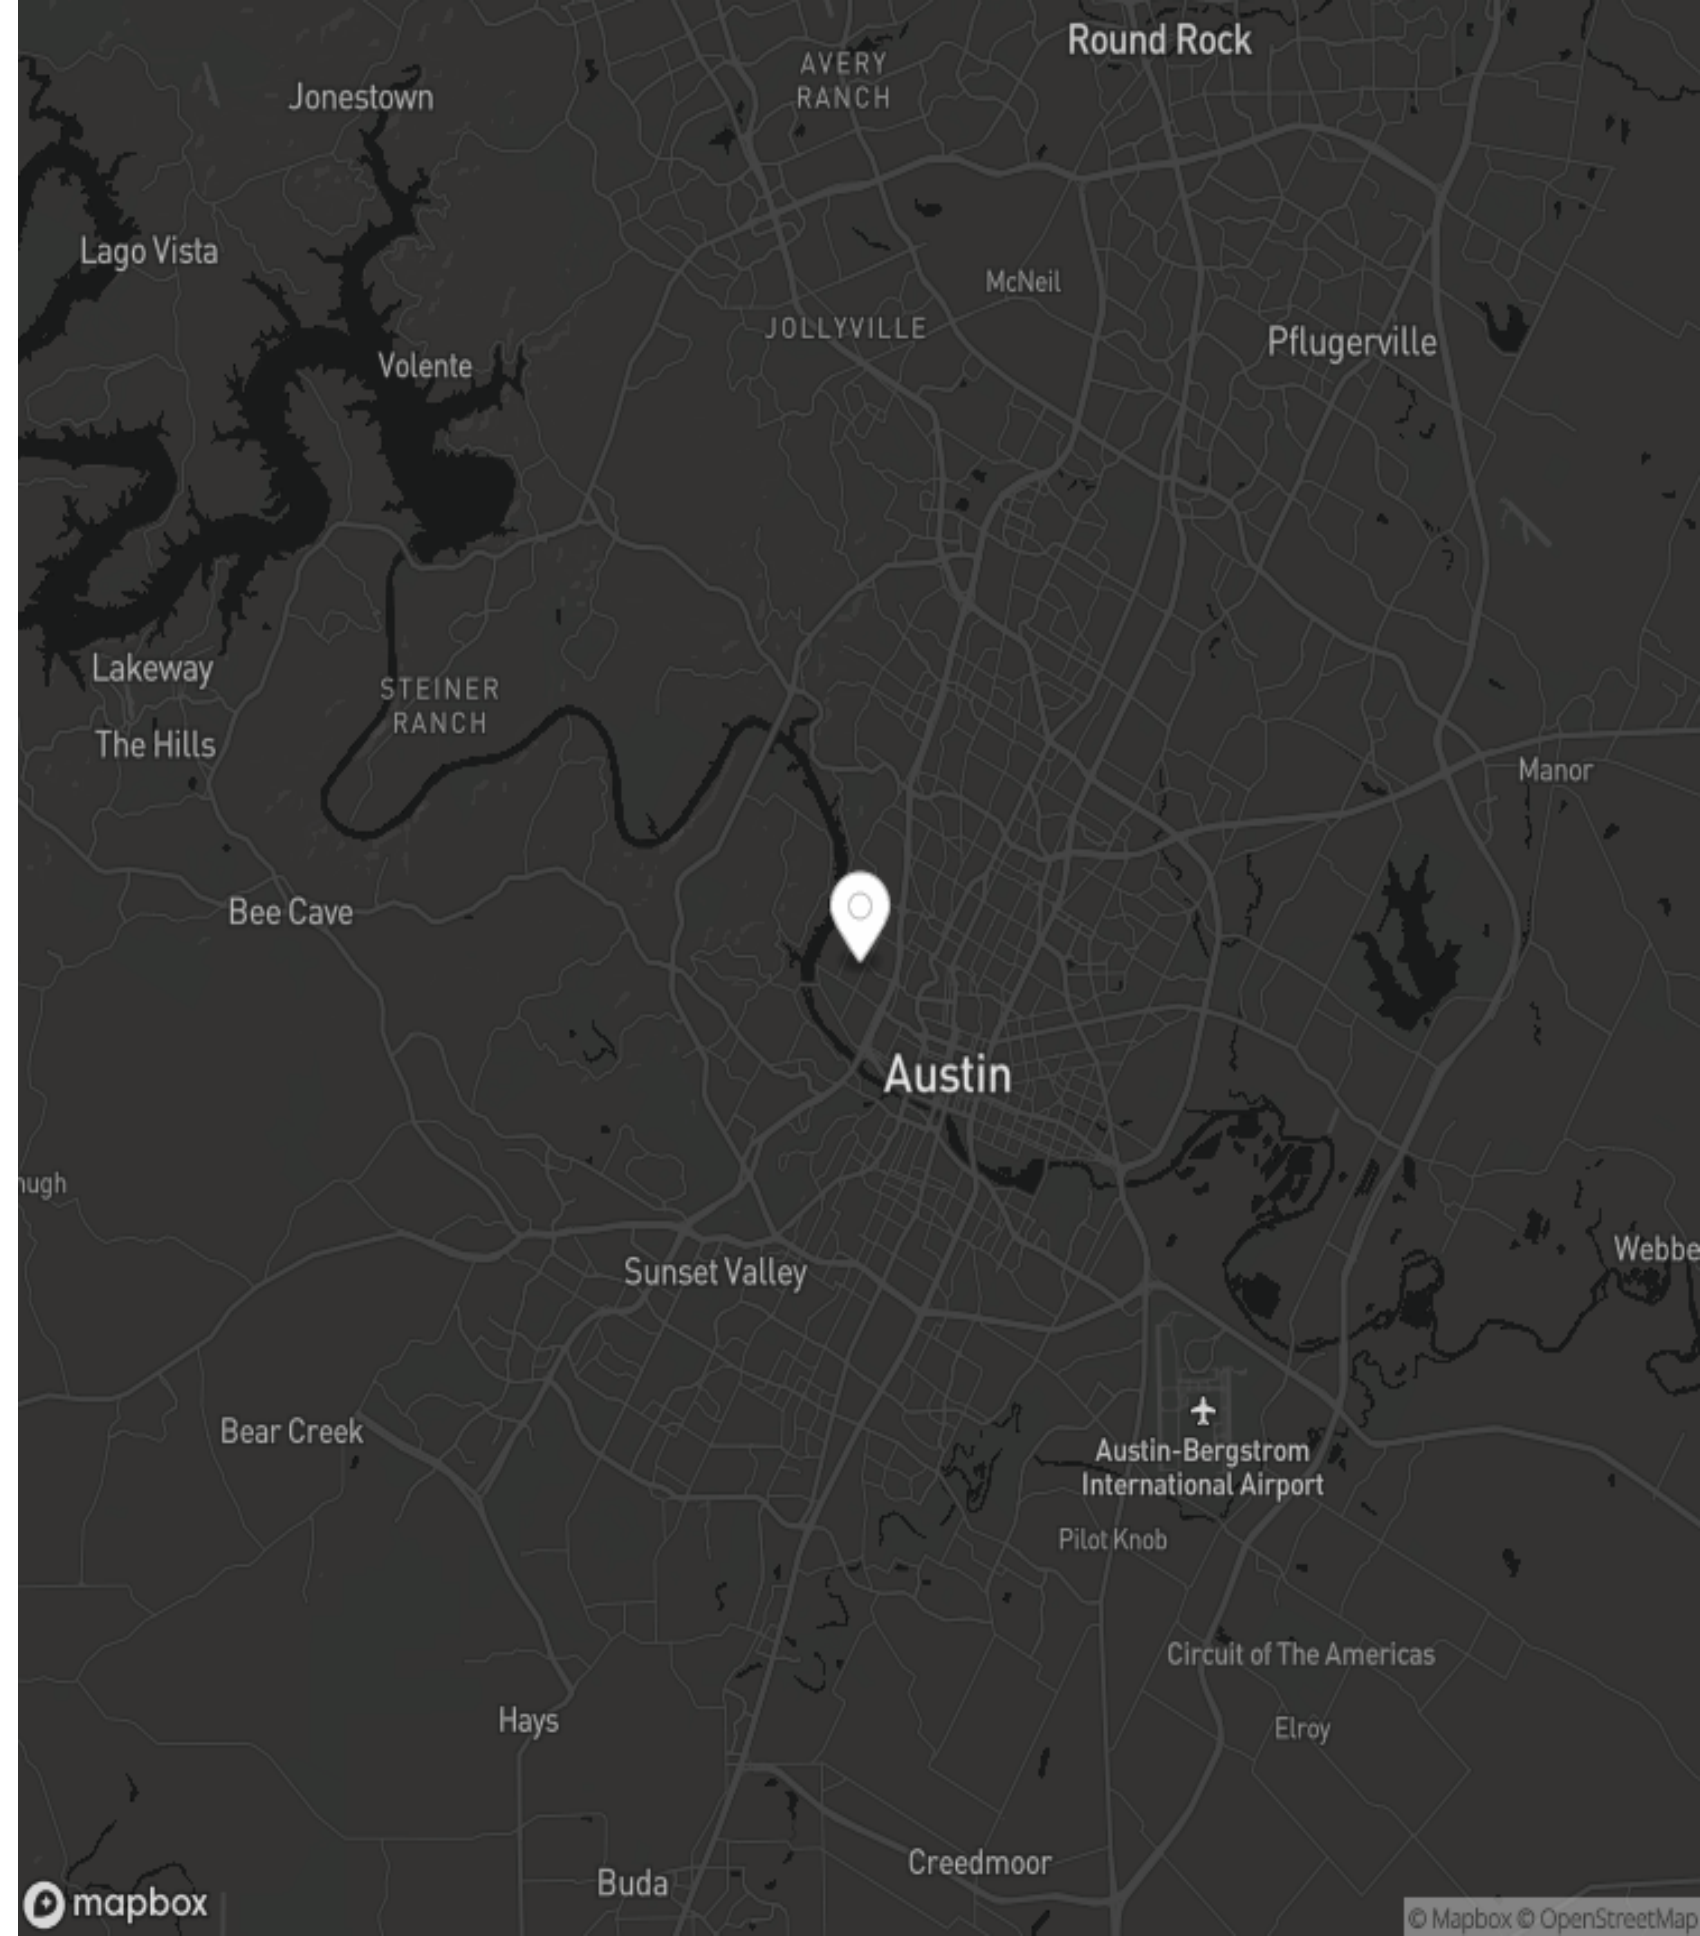 Round Rock
AVERY
RANCH
Jonestown
Lago Vista
McNeil
JOLLYVILLE
Pflugerville
Volente
Lakeway
STEINER
RANCH
The Hills
Manor
Bee Cave
Austin
nugh
Webbe
Sunset Valley
Bear Creek
Austin-Bergstrom
International Airport
Pilot Knob
Circuit of The Americas
Hays
Elroy
Creedmoor
Buda
mapbox
© Mapbox © OpenStreetMap